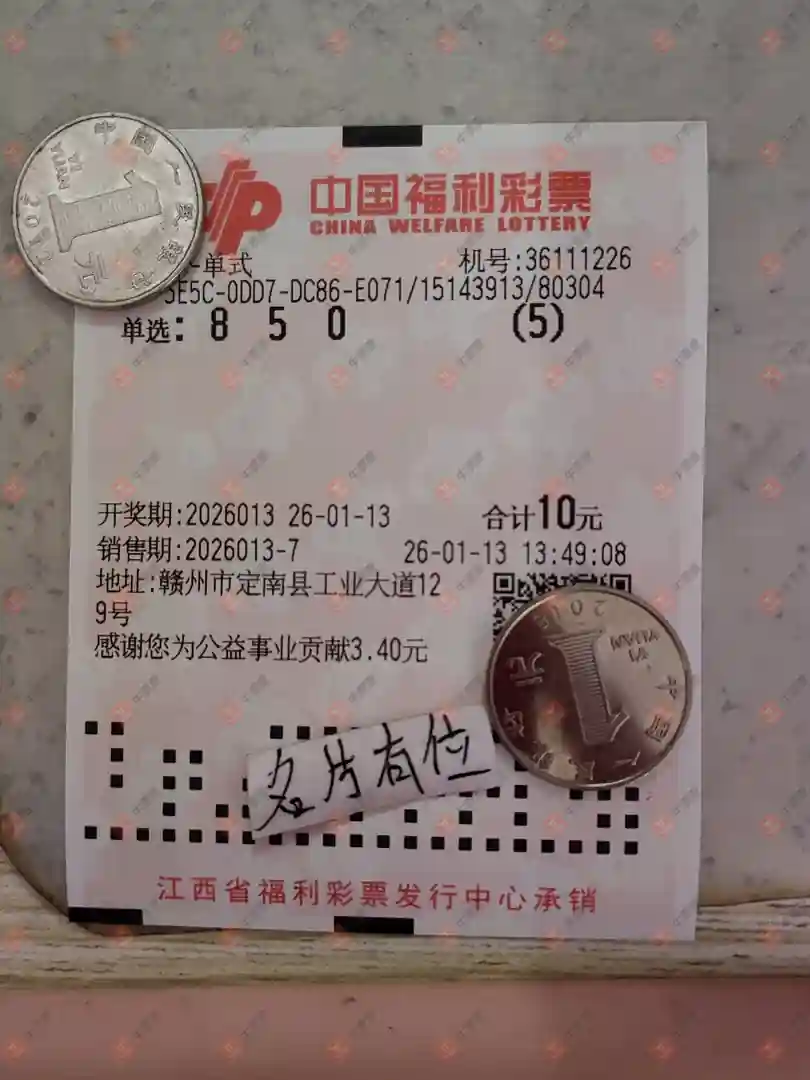 中国福利彩票
CHINA WELFARE LOTTERY
-单式 机号:36111226
5E5C-0DD7-DC86-E071/15143913/80304
单选: 8 5 0 (5)
开奖期:2026013 26-01-13 合计10元
销售期:2026013-7 26-01-13 13:49:08
地址:赣州市定南县工业大道12
9号
感谢您为公益事业贡献3.40元
名片有位
江西省福利彩票发行中心承销
1元
1元